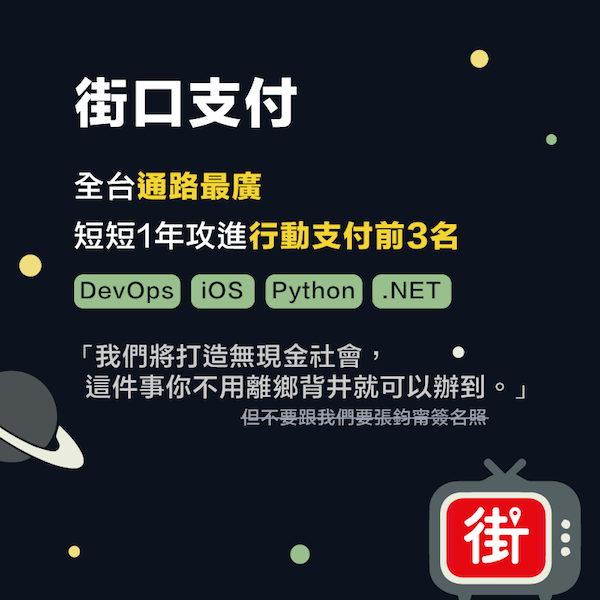 街口支付
全台通路最廣
短短1年攻進行動支付前3名
DevOps iOS Python .NET
「我們將打造無現金社會，
這件事你不用離鄉背井就可以辦到。」
但不要跟我們要張鈞甯簽名照
街